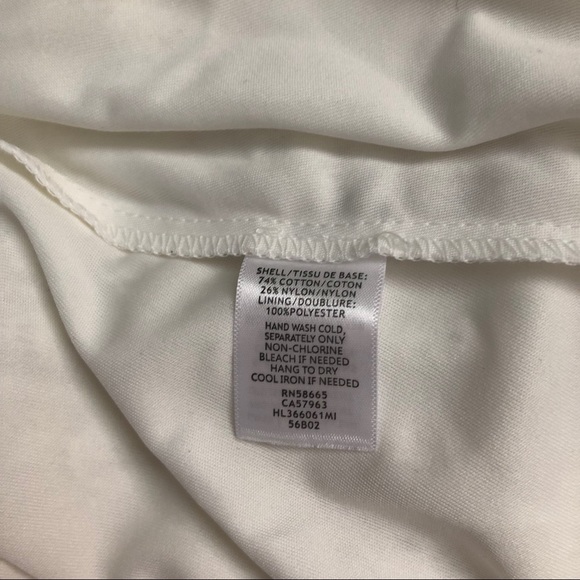 SHELL/TISSU DE BASE:
74% COTTON/COTON
26% NYLON/NYLON
LINING/DOUBLURE:
100%POLYESTER
HAND WASH COLD,
SEPARATELY ONLY
NON-CHLORINE
BLEACH IF NEEDED
HANG TO DRY
COOL IRON IF NEEDED
RN58665
CA57963
HL366061MI
56B02